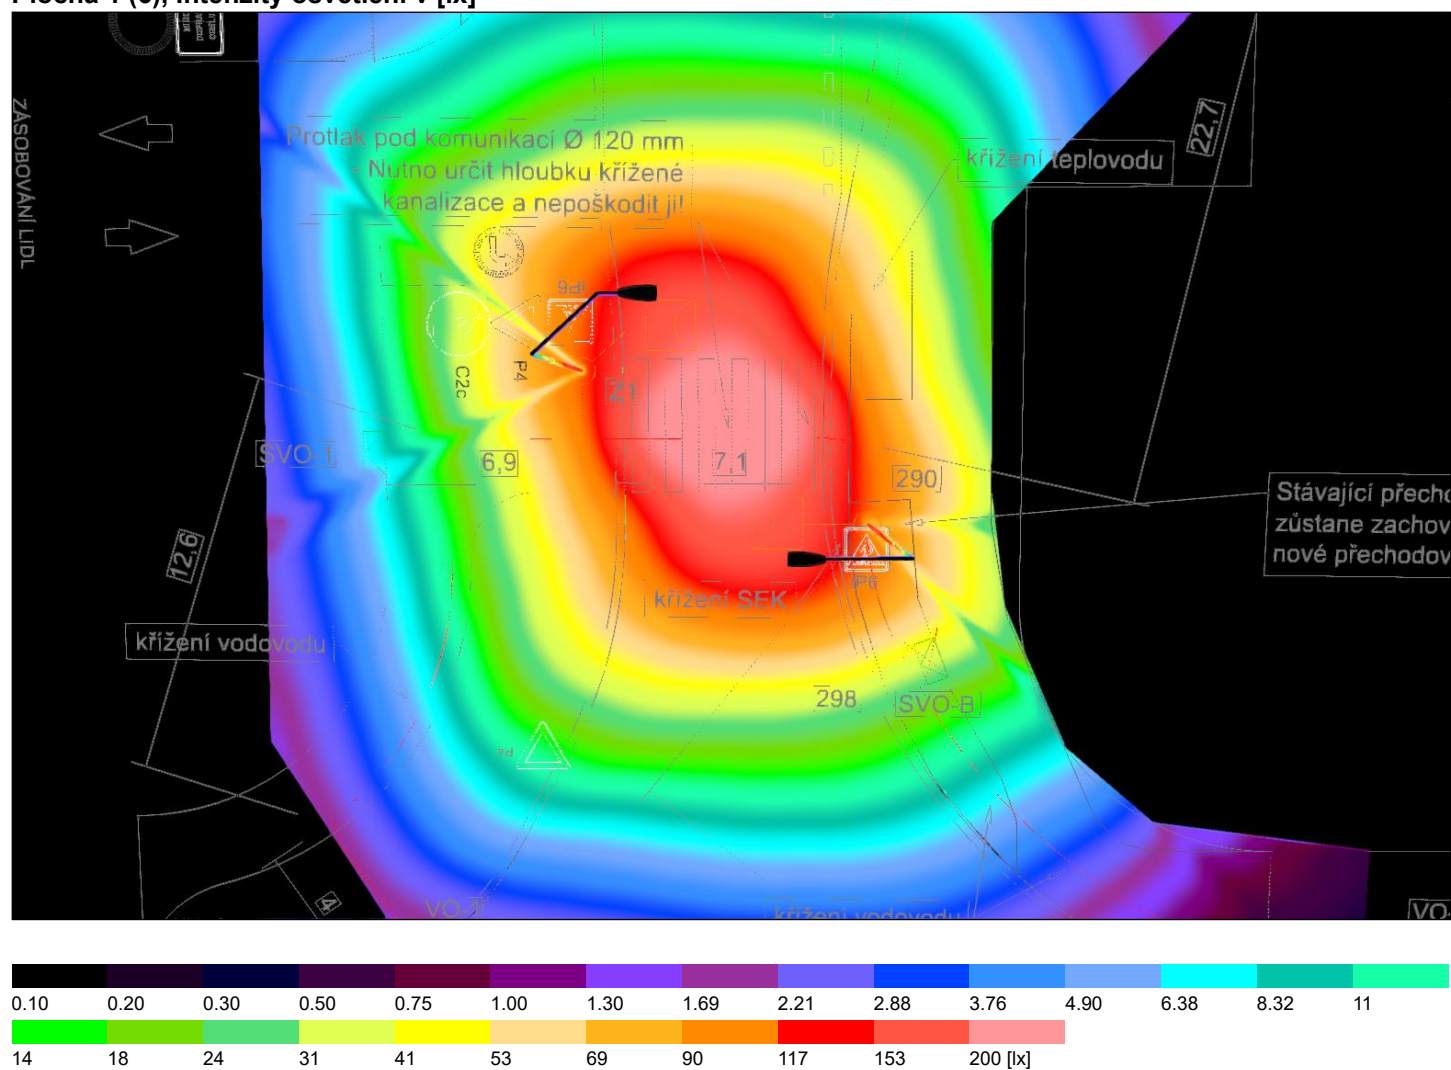 ZÁSOBOVÁNÍ LIDL
Protlak pod komunikací Ø 120 mm
- Nutno určit hloubku křížené
kanalizace a nepoškodit ji!
křížení teplovodu
22,7
IP6
P4
C2c
Z1
SVO-1
6,9
7,1
290
Stávající přecho
zůstane zachov
nové přechodov
12,6
P6
křížení SEK
křížení vodovodu
298
SVO-B
P4
4
VO-1
křížení vodovodu
VO-
0.10 0.20 0.30 0.50 0.75 1.00 1.30 1.69 2.21 2.88 3.76 4.90 6.38 8.32 11
14 18 24 31 41 53 69 90 117 153 200 [lx]